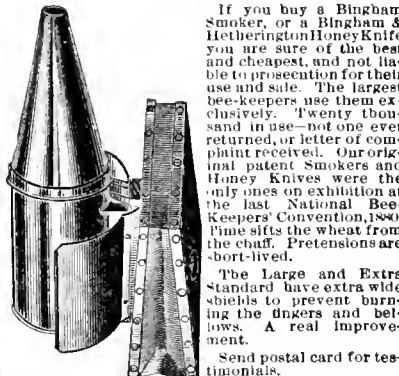 If you buy a Bingham
Smoker, or a Bingham &
Hetherington Honey Knife
you are sure of the best
and cheapest, and not lia-
ble to prosecution for their
use and sale. The largest
bee-keepers use them ex-
clusively. Twenty thou-
sand in use—not one ever
returned, or letter of com-
plaint received. Our orig-
inal patent Smokers and
Honey Knives were the
only ones on exhibition at
the last National Bee-
Keepers' Convention, 1880.
Time sifts the wheat from
the chaff. Pretensions are
short-lived.
The Large and Extra
Standard have extra wide
shields to prevent burn-
ing the fingers and bel-
lows. A real improve-
ment.
Send postal card for tes-
timonials.